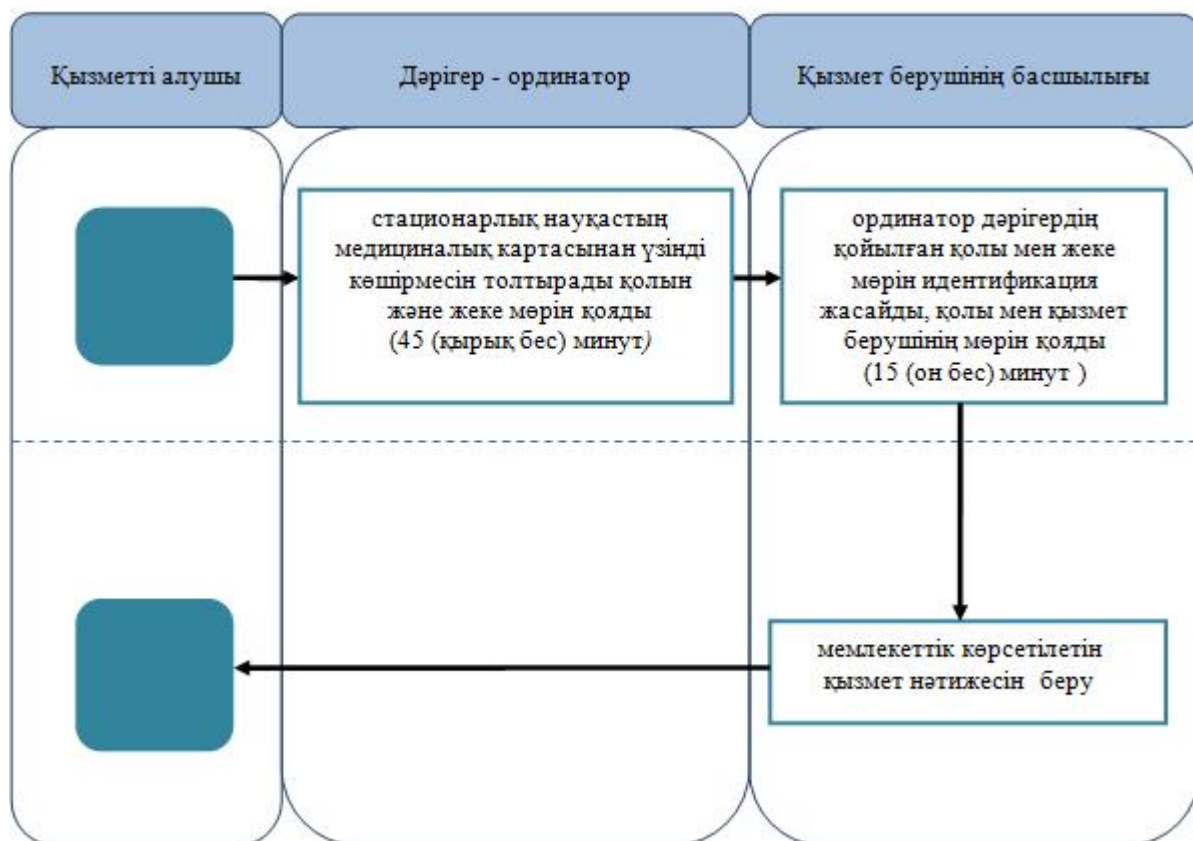 Қызметті алушы
Дәрігер - ординатор
Қызмет берушінің басшылығы
стационарлық науқастың
медициналық картасынан үзінді
көшірмесін толтырады қолын
және жеке мөрін қояды
(45 (қырық бес) минут)
ординатор дәрігердің
қойылған қолы мен жеке
мөрін идентификация
жасайды, қолы мен қызмет
берушінің мөрін қояды
(15 (он бес) минут )
мемлекеттік көрсетілетін
қызмет нәтижесін беру